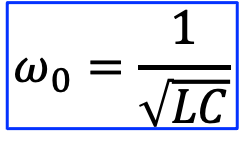 ω₀ = 1 / √LC